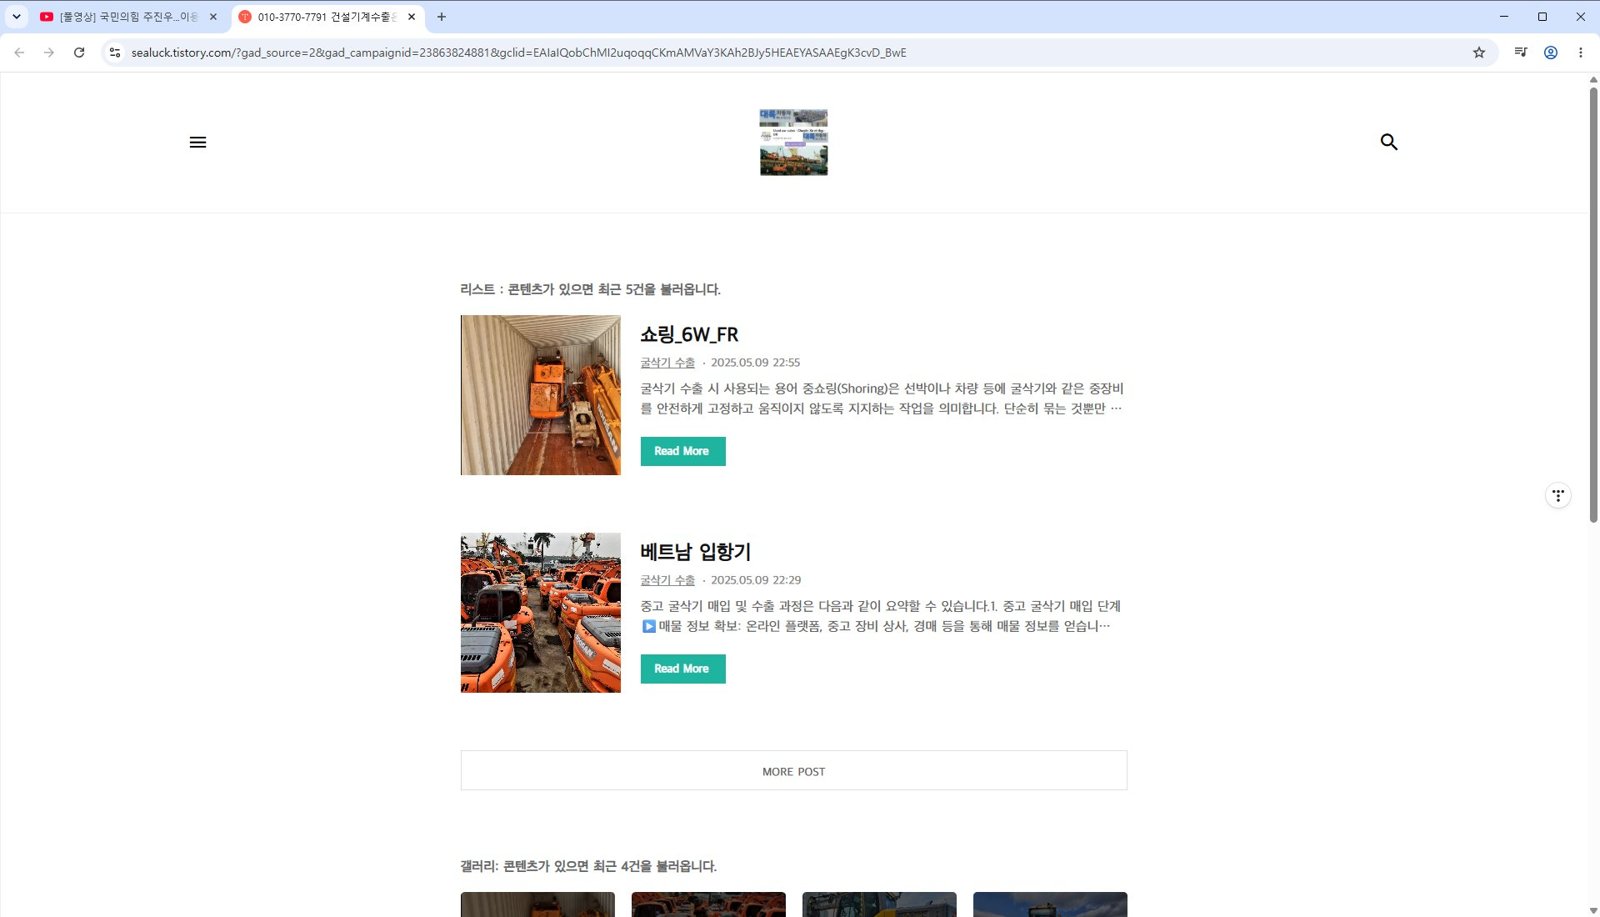 [풀영상] 국민의힘 주진우...이용
010-3770-7791 건설기계수출은
sealuck.tistory.com/?gad_source=2&gad_campaignid=23863824881&gclid=EAIaIQobChMI2uqoqqCKmAMVaY3KAh2BJy5HEAEYASAAEgK3cvD_BwE
대륙
대륙
리스트 : 콘텐츠가 있으면 최근 5건을 불러옵니다.
쇼링_6W_FR
굴삭기 수출 · 2025.05.09 22:55
굴삭기 수출 시 사용되는 용어 중쇼링(Shoring)은 선박이나 차량 등에 굴삭기와 같은 중장비
를 안전하게 고정하고 움직이지 않도록 지지하는 작업을 의미합니다. 단순히 묶는 것뿐만 …
Read More
베트남 입항기
굴삭기 수출 · 2025.05.09 22:29
중고 굴삭기 매입 및 수출 과정은 다음과 같이 요약할 수 있습니다.1. 중고 굴삭기 매입 단계
▶️매물 정보 확보: 온라인 플랫폼, 중고 장비 상사, 경매 등을 통해 매물 정보를 얻습니…
Read More
MORE POST
갤러리: 콘텐츠가 있으면 최근 4건을 불러옵니다.